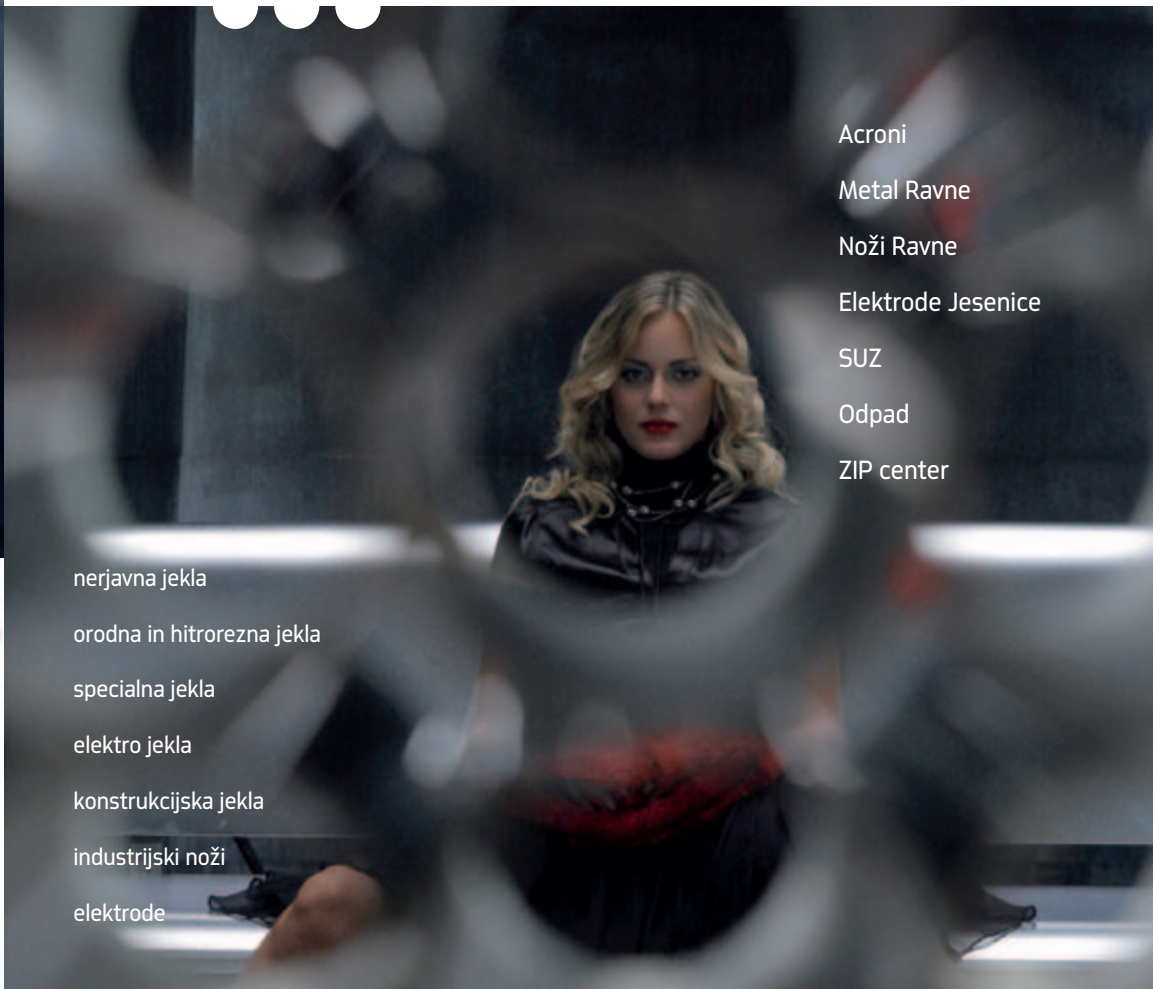 Acroni
Metal Ravne
Noži Ravne
Elektrode Jesenice
SUZ
Odpad
ZIP center
nerjavna jekla
orodna in hitrorezna jekla
specialna jekla
elektro jekla
konstrukcijska jekla
industrijski noži
elektrode